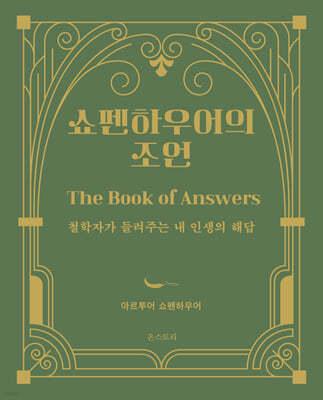 쇼펜하우어의
조언
The Book of Answers
철학자가 들려주는 내 인생의 해답
아르투어 쇼펜하우어
온스토리